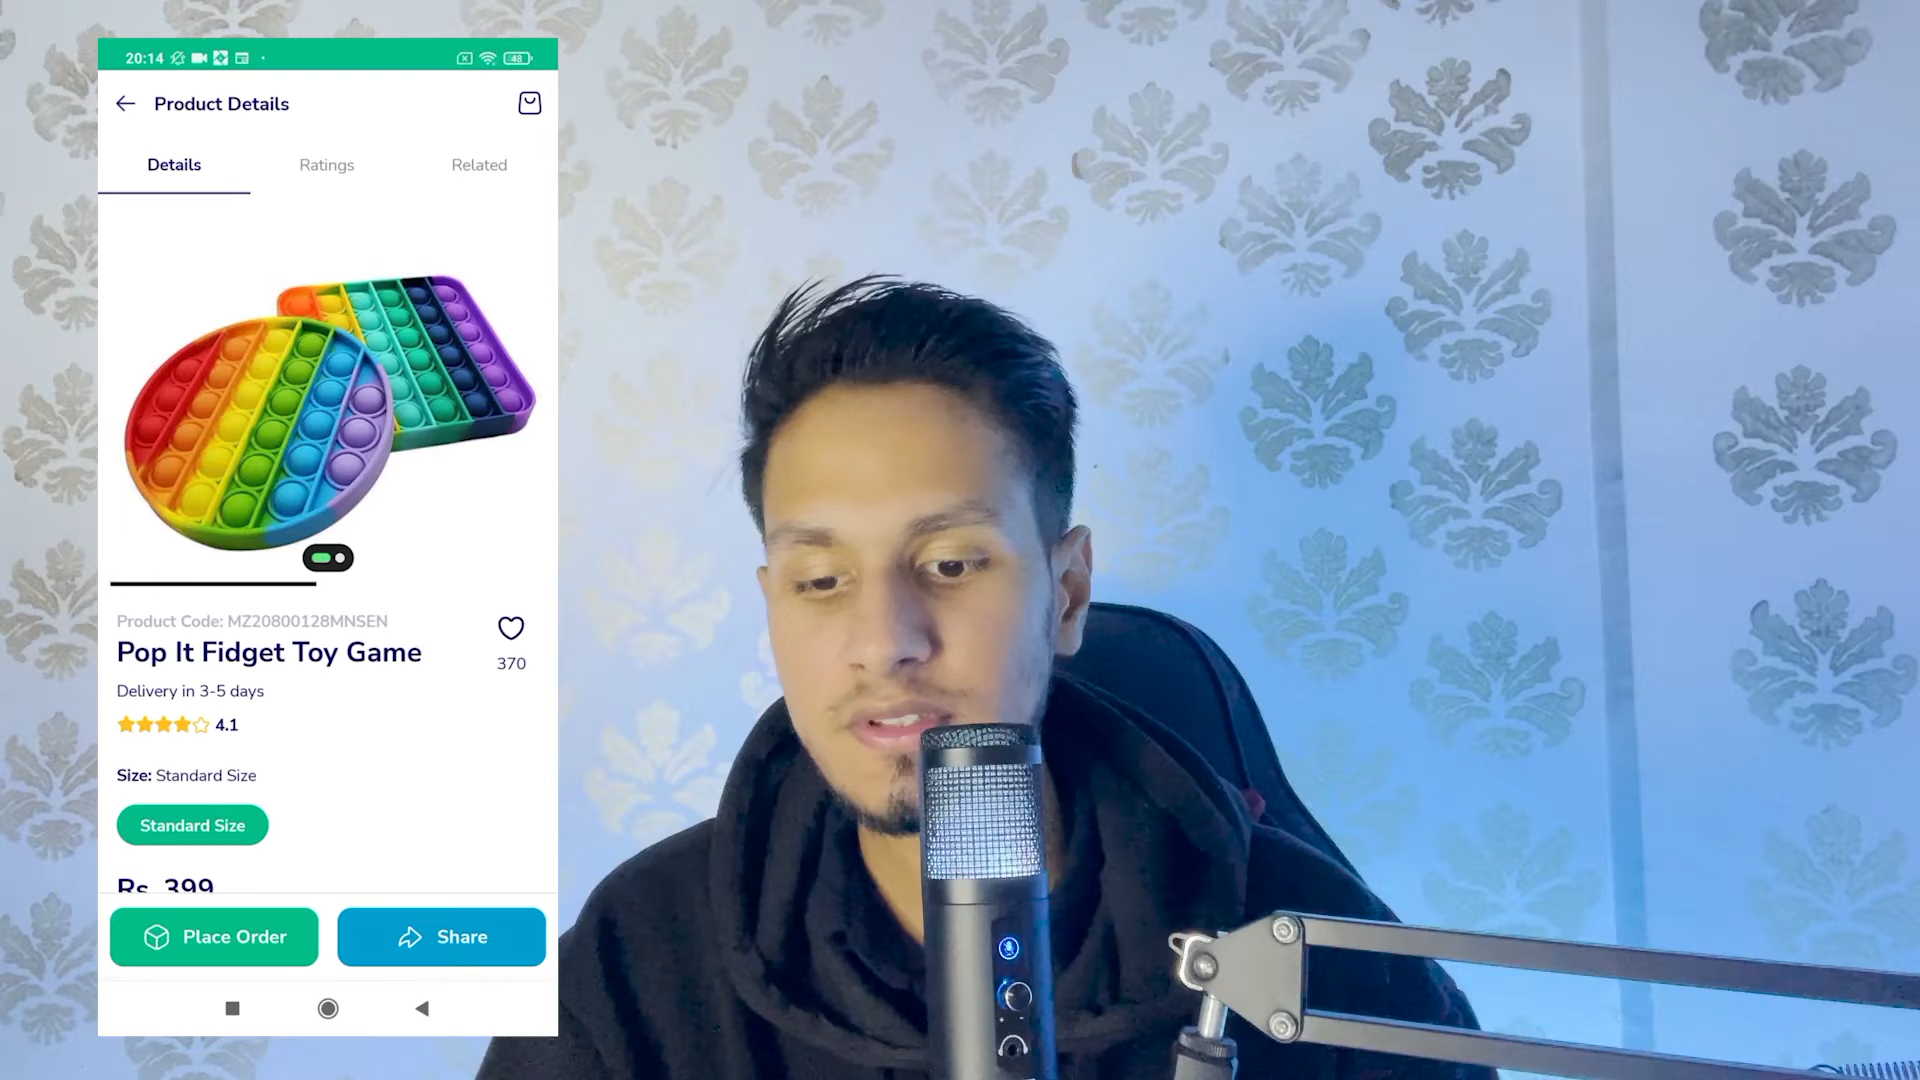 20:14
48
Product Details
Details Ratings Related
Product Code: MZ20800128MNSEN
Pop It Fidget Toy Game
370
Delivery in 3-5 days
4.1
Size: Standard Size
Standard Size
Rs. 399
Place Order Share